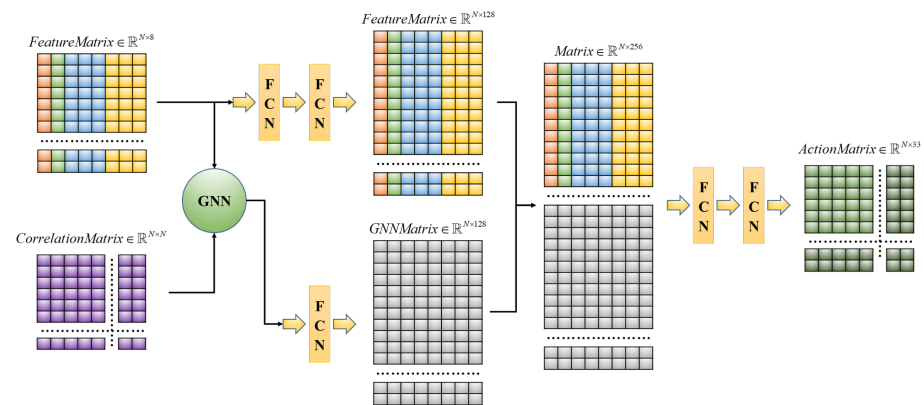 FeatureMatrix ∈ ℝ^{N×8}
FeatureMatrix ∈ ℝ^{N×128}
Matrix ∈ ℝ^{N×256}
F
C
N
F
C
N
GNN
ActionMatrix ∈ ℝ^{N×33}
F
C
N
F
C
N
CorrelationMatrix ∈ ℝ^{N×N}
GNNMatrix ∈ ℝ^{N×128}
F
C
N